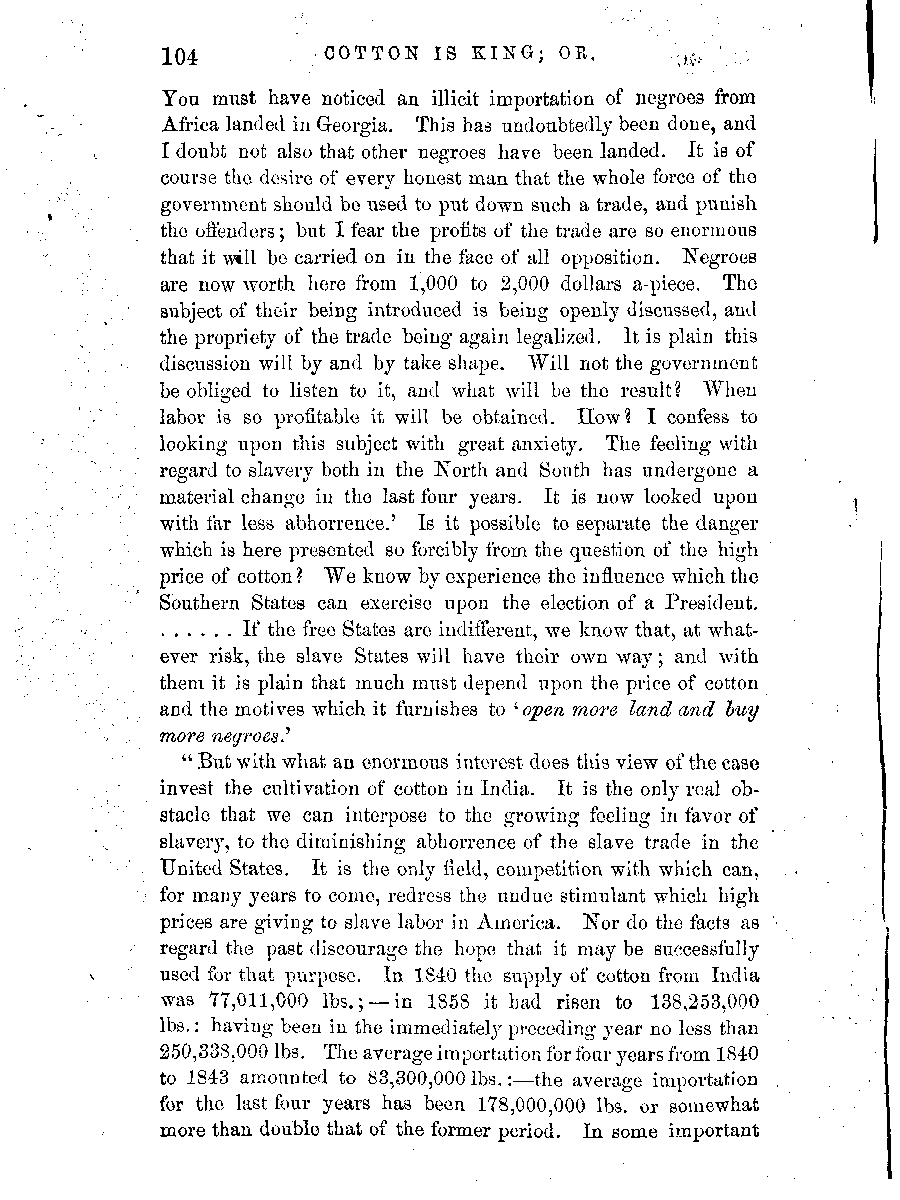 104 COTTON IS KING; OR,
You must have noticed an illicit importation of negroes from
Africa landed in Georgia. This has undoubtedly been done, and
I doubt not also that other negroes have been landed. It is of
course the desire of every honest man that the whole force of the
government should be used to put down such a trade, and punish
the offenders; but I fear the profits of the trade are so enormous
that it will be carried on in the face of all opposition. Negroes
are now worth here from 1,000 to 2,000 dollars a-piece. The
subject of their being introduced is being openly discussed, and
the propriety of the trade being again legalized. It is plain this
discussion will by and by take shape. Will not the government
be obliged to listen to it, and what will be the result? When
labor is so profitable it will be obtained. How? I confess to
looking upon this subject with great anxiety. The feeling with
regard to slavery both in the North and South has undergone a
material change in the last four years. It is now looked upon
with far less abhorrence.' Is it possible to separate the danger
which is here presented so forcibly from the question of the high
price of cotton? We know by experience the influence which the
Southern States can exercise upon the election of a President.
. . . . . . If the free States are indifferent, we know that, at what-
ever risk, the slave States will have their own way; and with
them it is plain that much must depend upon the price of cotton
and the motives which it furnishes to 'open more land and buy
more negroes.'
"But with what an enormous interest does this view of the case
invest the cultivation of cotton in India. It is the only real ob-
stacle that we can interpose to the growing feeling in favor of
slavery, to the diminishing abhorrence of the slave trade in the
United States. It is the only field, competition with which can,
for many years to come, redress the undue stimulant which high
prices are giving to slave labor in America. Nor do the facts as
regard the past discourage the hope that it may be successfully
used for that purpose. In 1840 the supply of cotton from India
was 77,011,000 lbs.;—in 1858 it had risen to 138,253,000
lbs.: having been in the immediately preceding year no less than
250,338,000 lbs. The average importation for four years from 1840
to 1843 amounted to 83,300,000 lbs.:—the average importation
for the last four years has been 178,000,000 lbs. or somewhat
more than double that of the former period. In some important